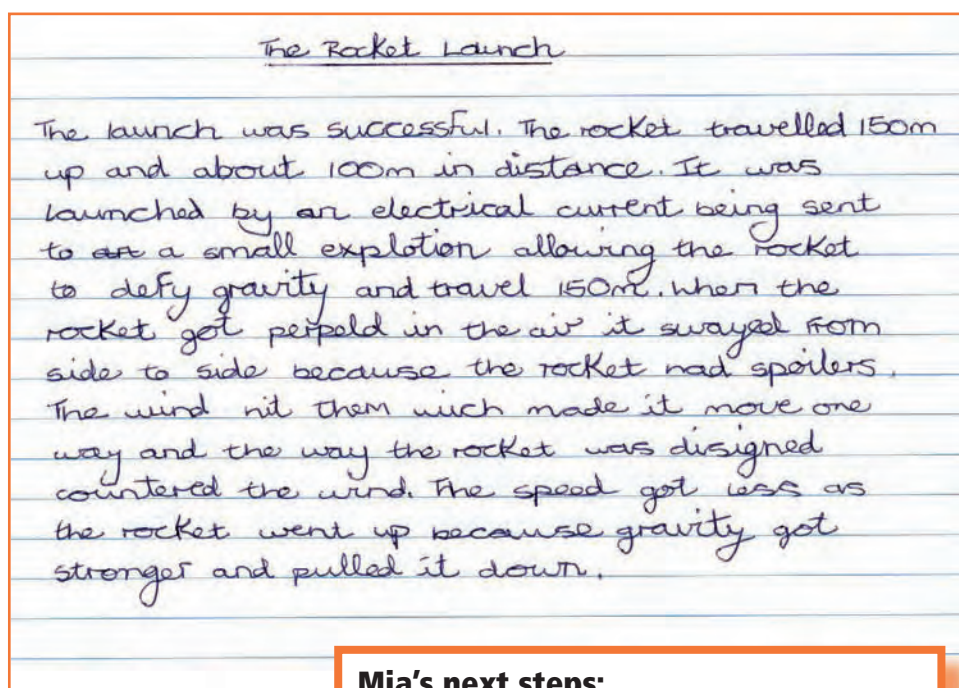 The Rocket Launch
The launch was successful. The rocket travelled 150m
up and about 100m in distance. It was
launched by an electrical current being sent
to a small explotion allowing the rocket
to defy gravity and travel 150m. when the
rocket got perpeld in the air it swayed from
side to side because the rocket had spoilers.
The wind hit them wich made it move one
way and the way the rocket was disigned
countered the wind. The speed got less as
the rocket went up because gravity got
stronger and pulled it down.
Mia's next steps: